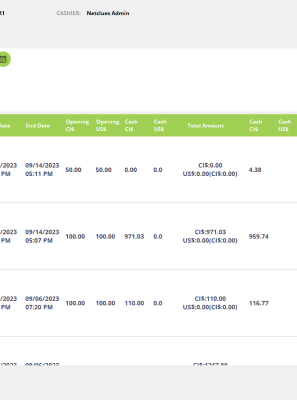 R1 CASHIER: Netclues Admin
Date End Date Opening CI$ Opening US$ Cash CI$ Cash US$ Total Amount Cash CI$ Cash US$
/2023 09/14/2023 CI$:0.00
PM 05:11 PM 50.00 50.00 0.00 0.0 US$:0.00(CI$:0.00) 4.38
/2023 09/14/2023 CI$:971.03
PM 05:07 PM 100.00 100.00 971.03 0.0 US$:0.00(CI$:0.00) 959.74
/2023 09/06/2023 CI$:110.00
PM 07:20 PM 100.00 100.00 110.00 0.0 US$:0.00(CI$:0.00) 116.77